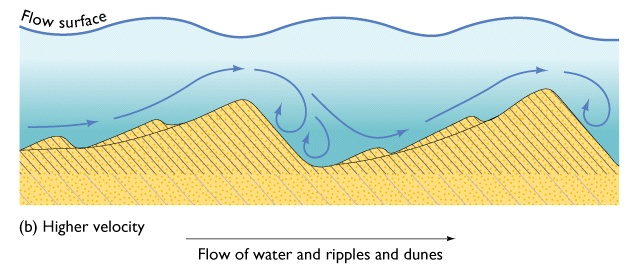 Flow surface
(b) Higher velocity
Flow of water and ripples and dunes